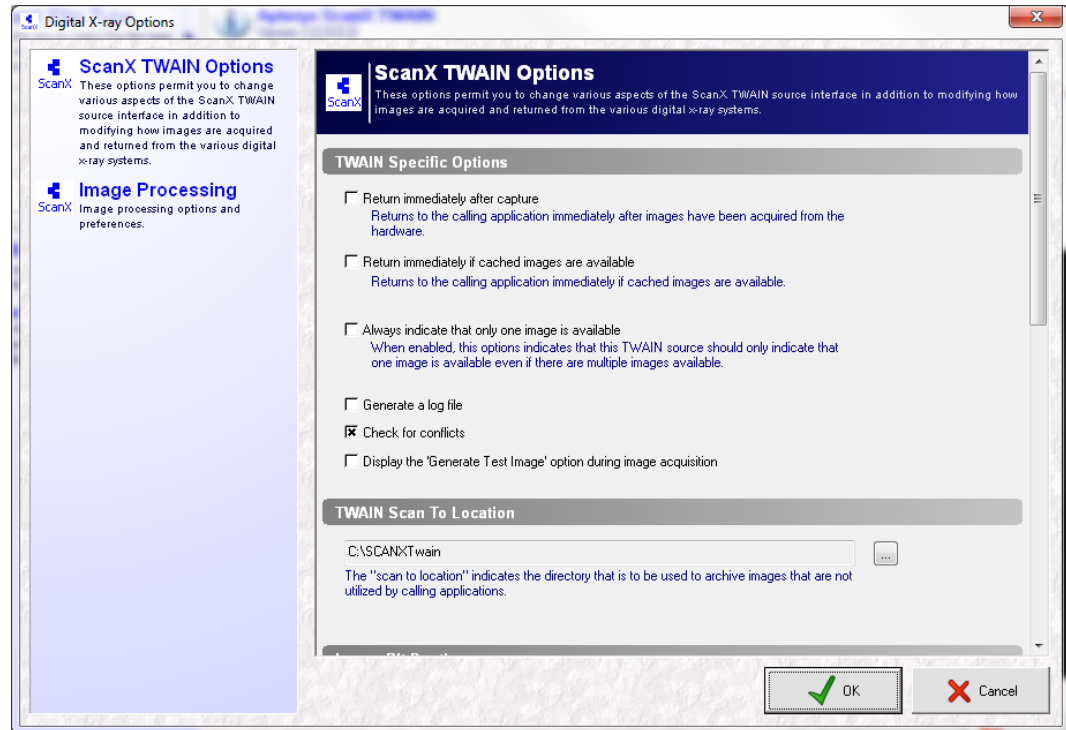 Digital X-ray Options
ScanX TWAIN Options
ScanX
These options permit you to change
various aspects of the ScanX TWAIN
source interface in addition to
modifying how images are acquired
and returned from the various digital
x-ray systems.
Image Processing
ScanX
Image processing options and
preferences.
ScanX TWAIN Options
ScanX
These options permit you to change various aspects of the ScanX TWAIN source interface in addition to modifying how
images are acquired and returned from the various digital x-ray systems.
TWAIN Specific Options
Return immediately after capture
Returns to the calling application immediately after images have been acquired from the
hardware.
Return immediately if cached images are available
Returns to the calling application immediately if cached images are available.
Always indicate that only one image is available
When enabled, this options indicates that this TWAIN source should only indicate that
one image is available even if there are multiple images available.
Generate a log file
Check for conflicts
Display the 'Generate Test Image' option during image acquisition
TWAIN Scan To Location
C:\SCANXTwain
...
The "scan to location" indicates the directory that is to be used to archive images that are not
utilized by calling applications.
OK
Cancel